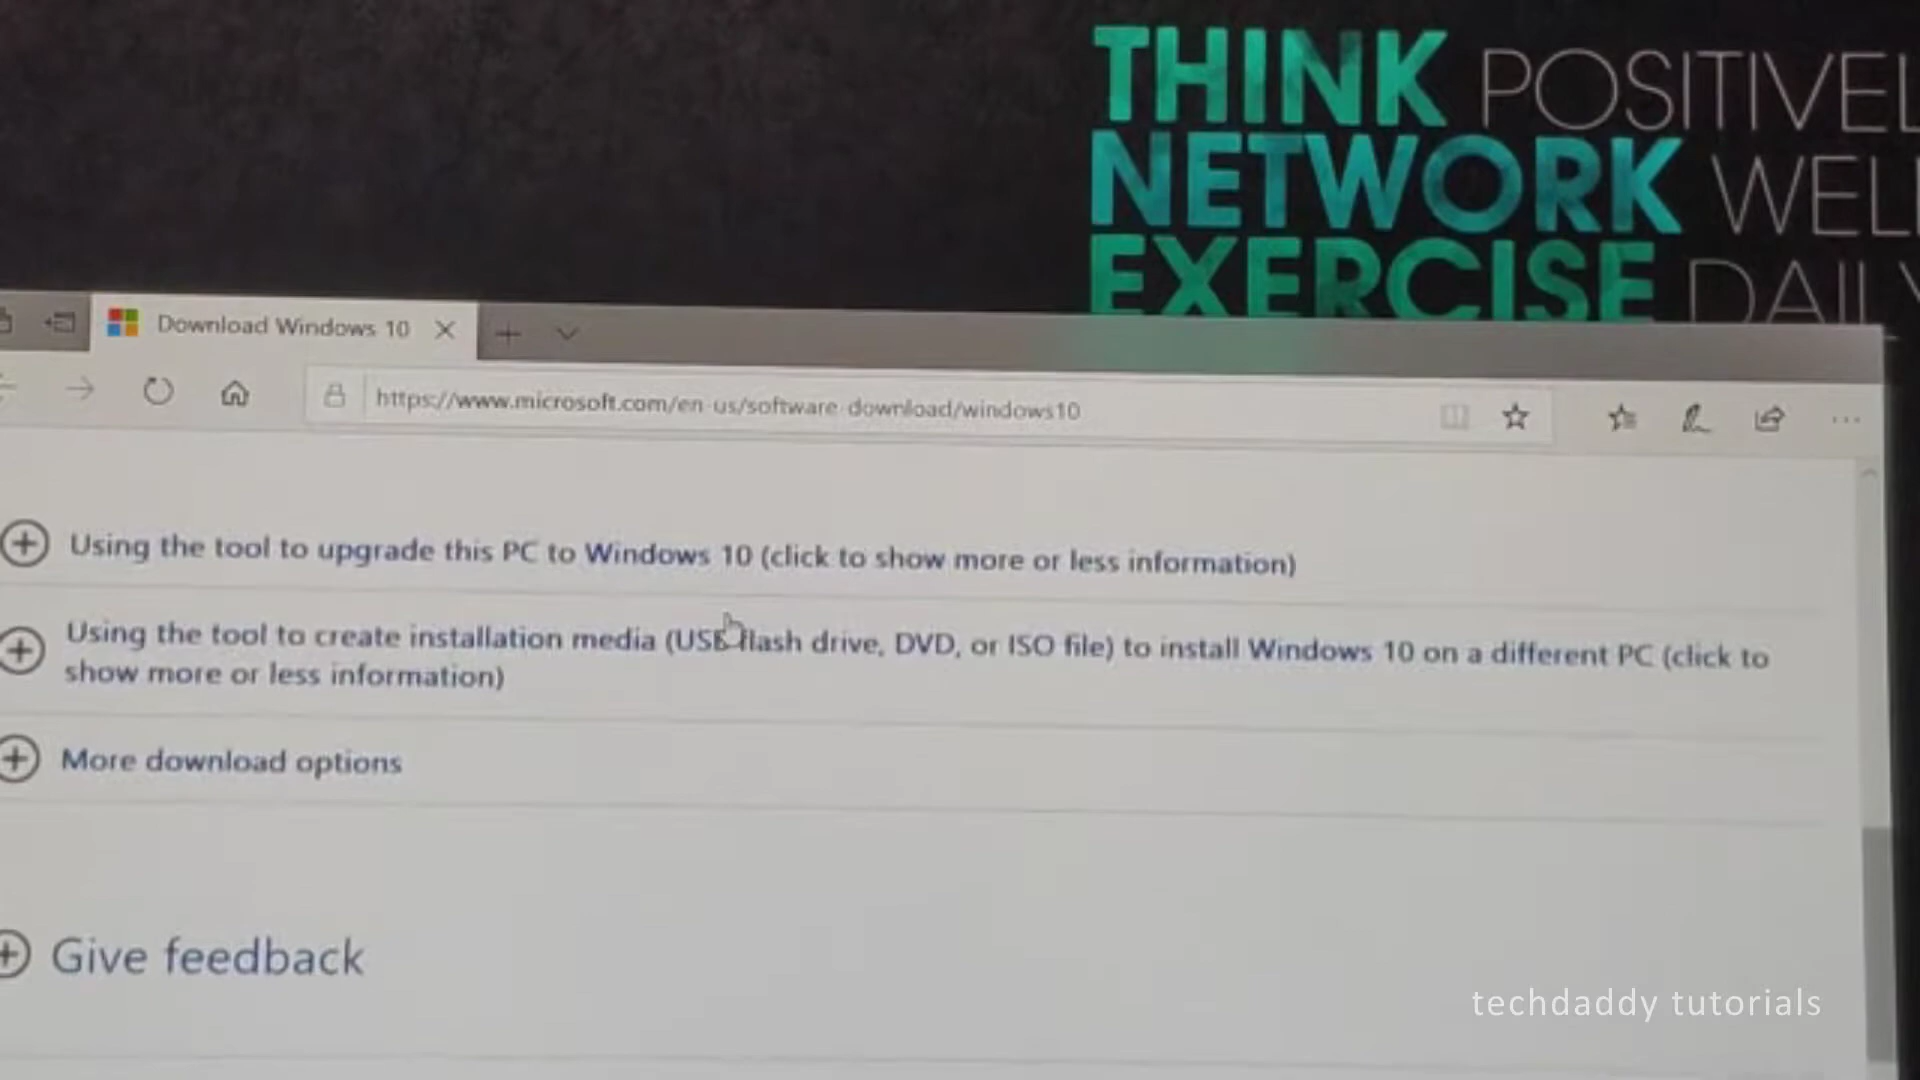 THINK POSITIVEL
NETWORK WELL
EXERCISE DAILY
Download Windows 10
https://www.microsoft.com/en-us/software-download/windows10
Using the tool to upgrade this PC to Windows 10 (click to show more or less information)
Using the tool to create installation media (USB flash drive, DVD, or ISO file) to install Windows 10 on a different PC (click to
show more or less information)
More download options
Give feedback
techdaddy tutorials